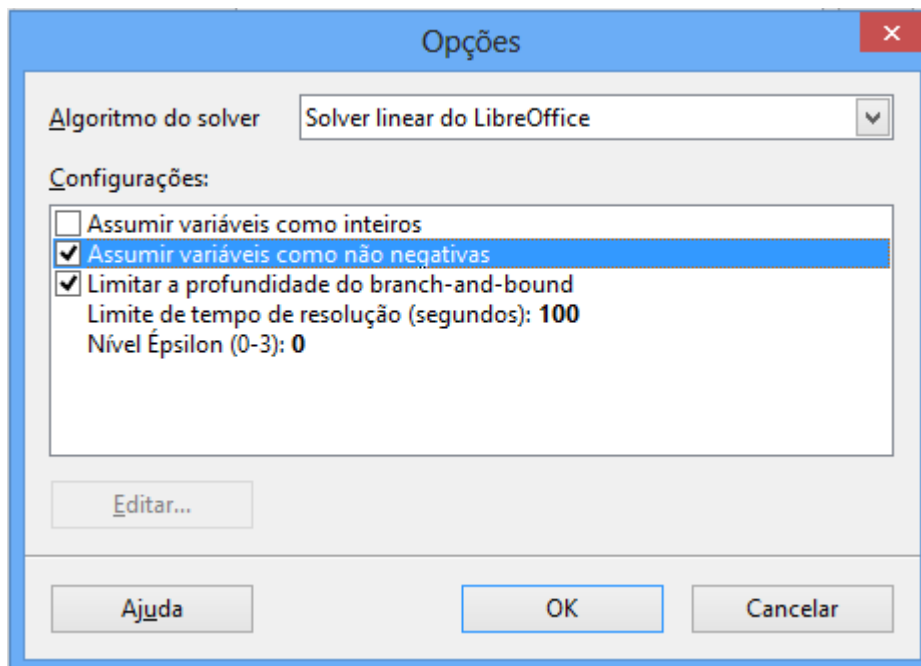 Opções
Algoritmo do solver Solver linear do LibreOffice
Configurações:
Assumir variáveis como inteiros
Assumir variáveis como não negativas
Limitar a profundidade do branch-and-bound
Limite de tempo de resolução (segundos): 100
Nível Épsilon (0-3): 0
Editar...
Ajuda OK Cancelar